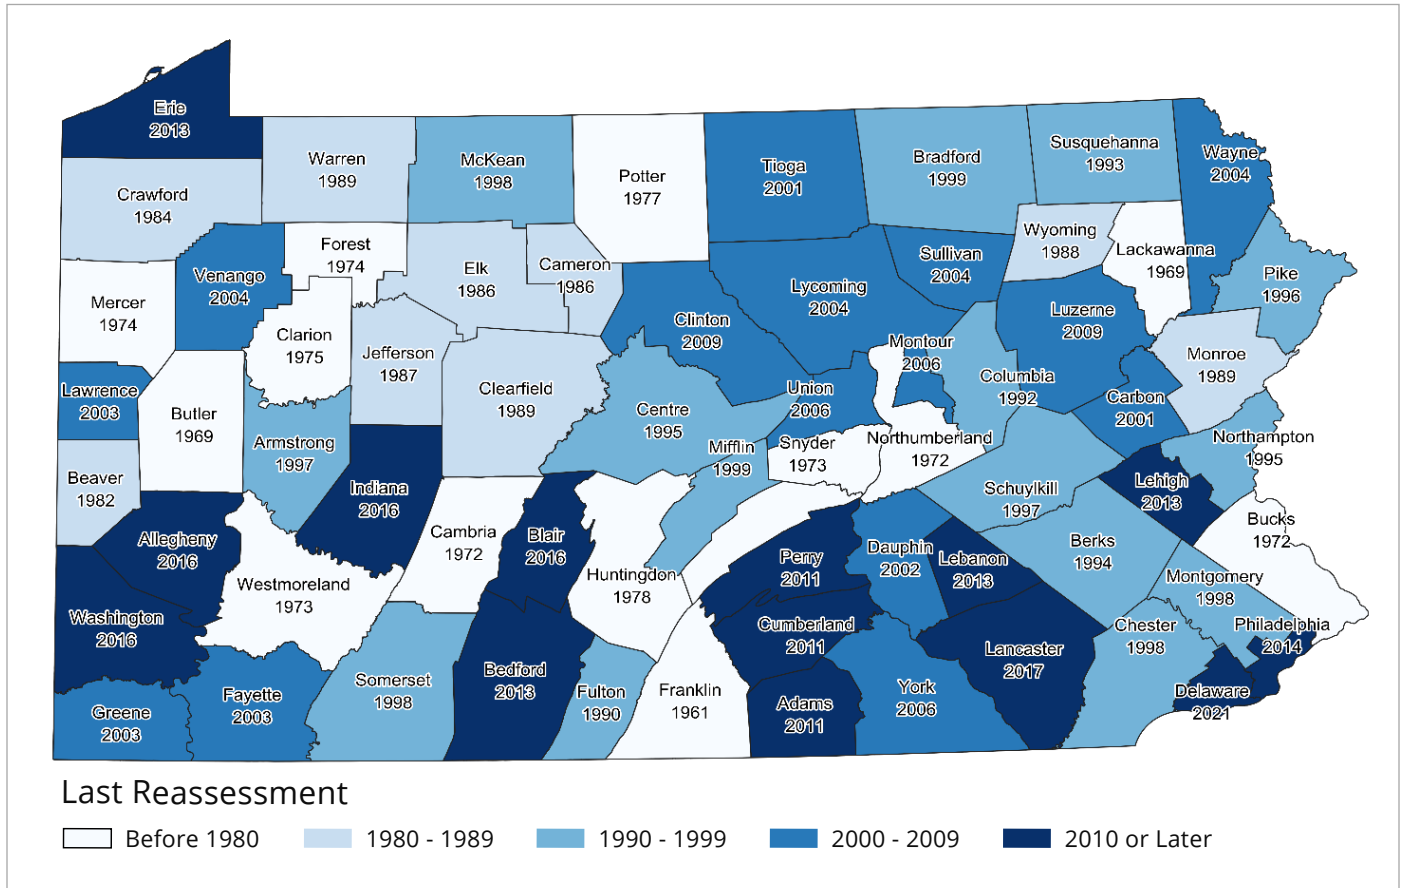 Erie
2013
Warren
1989
McKean
1998
Potter
1977
Tioga
2001
Bradford
1999
Susquehanna
1993
Wayne
2004
Crawford
1984
Forest
1974
Venango
2004
Elk
1986
Cameron
1986
Lycoming
2004
Sullivan
2004
Wyoming
1988
Lackawanna
1969
Pike
1996
Mercer
1974
Clarion
1975
Jefferson
1987
Clinton
2009
Montour
2006
Luzerne
2009
Monroe
1989
Lawrence
2003
Butler
1969
Clearfield
1989
Centre
1995
Union
2006
Columbia
1992
Carbon
2001
Armstrong
1997
Mifflin
1999
Snyder
1973
Northumberland
1972
Northampton
1995
Beaver
1982
Indiana
2016
Schuylkill
1997
Lehigh
2013
Allegheny
2016
Cambria
1972
Blair
2016
Perry
2011
Dauphin
2002
Lebanon
2013
Berks
1994
Bucks
1972
Westmoreland
1973
Huntingdon
1978
Montgomery
1998
Washington
2016
Cumberland
2011
Lancaster
2017
Chester
1998
Philadelphia
2014
Greene
2003
Fayette
2003
Somerset
1998
Bedford
2013
Fulton
1990
Franklin
1961
Adams
2011
York
2006
Delaware
2021
Last Reassessment
Before 1980
1980 - 1989
1990 - 1999
2000 - 2009
2010 or Later